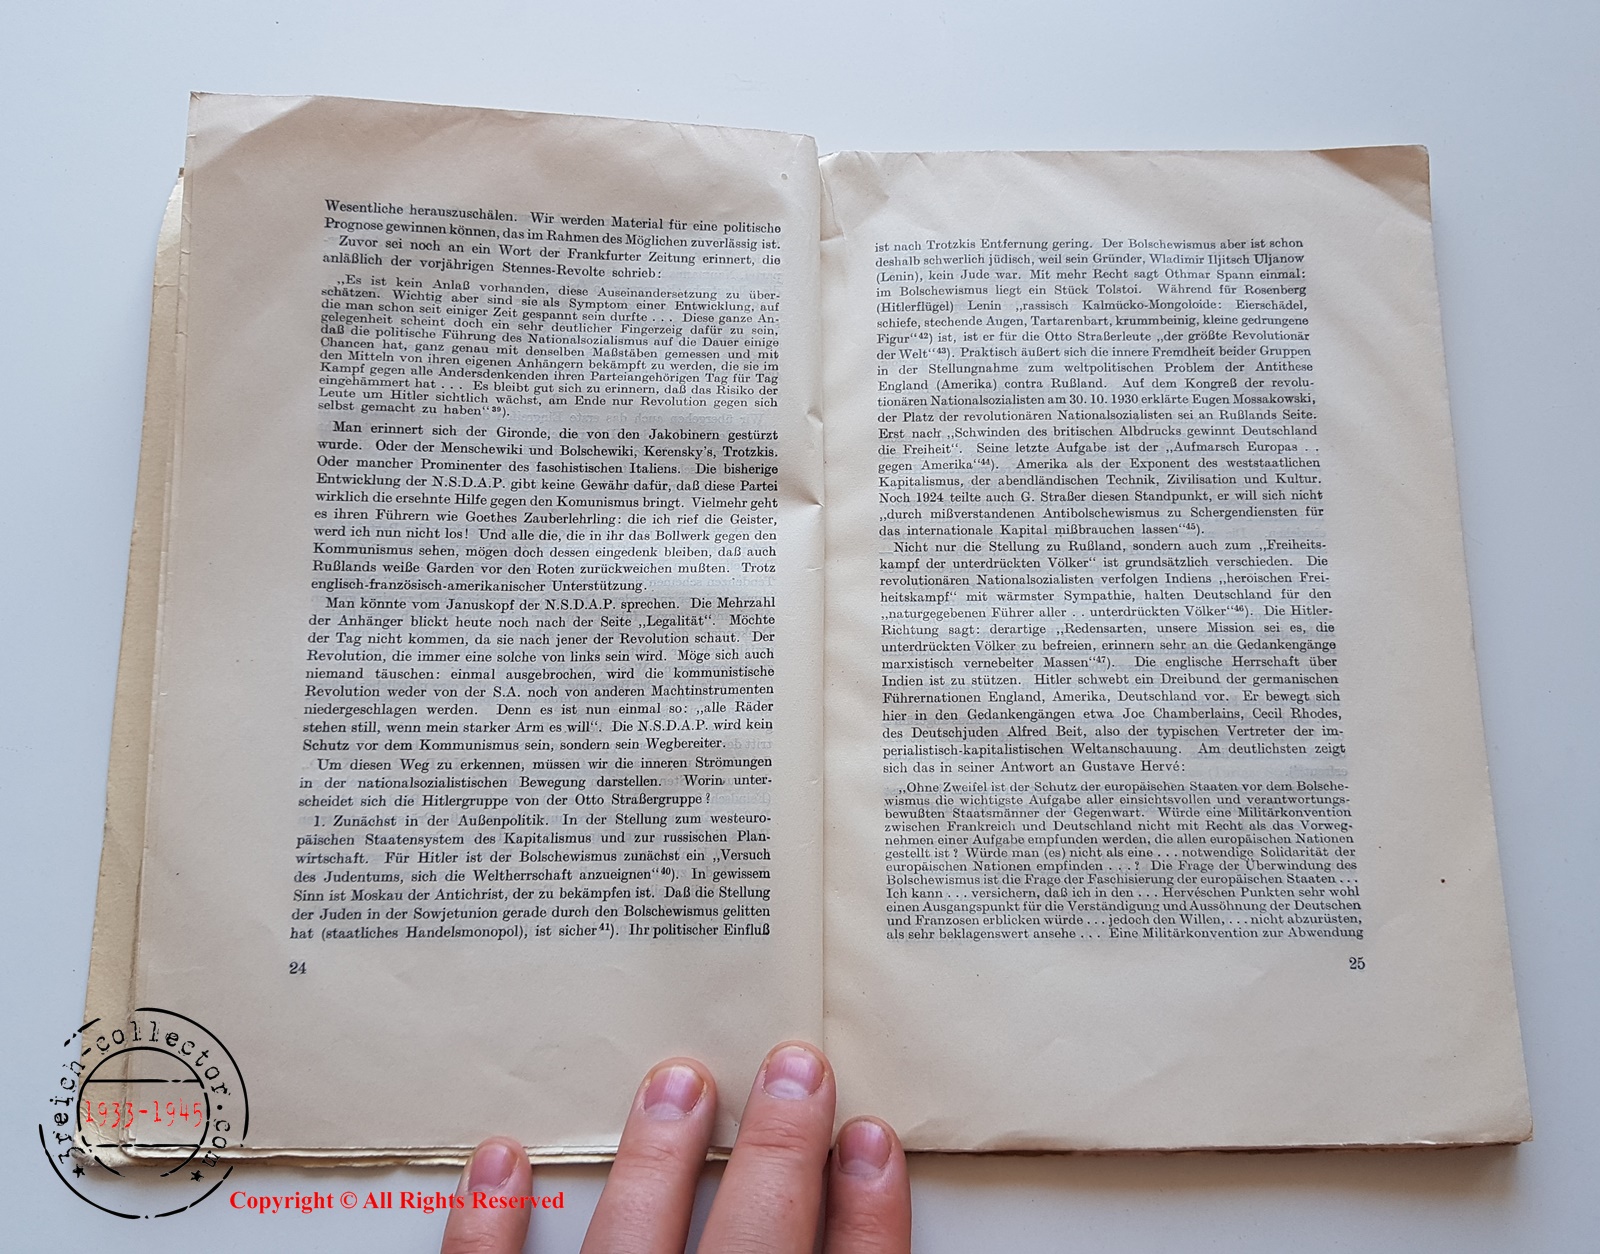 Wesentliche herauszuschälen. Wir werden Material für eine politische
Prognose gewinnen können, das im Rahmen des Möglichen zuverlässig ist.
Zuvor sei noch an ein Wort der Frankfurter Zeitung erinnert, die
anläßlich der vorjährigen Stennes-Revolte schrieb:
„Es ist kein Anlaß vorhanden, diese Auseinandersetzung zu über-
schätzen. Wichtig aber sind sie als Symptom einer Entwicklung, auf
die man schon seit einiger Zeit gespannt sein durfte . . . Diese ganze An-
gelegenheit scheint doch ein sehr deutlicher Fingerzeig dafür zu sein,
daß die politische Führung des Nationalsozialismus auf die Dauer einige
Chancen hat, ganz genau mit denselben Maßstäben gemessen und mit
den Mitteln von ihren eigenen Anhängern bekämpft zu werden, die sie im
Kampf gegen alle Andersdenkenden ihren Parteiangehörigen Tag für Tag
eingehämmert hat . . . Es bleibt gut sich zu erinnern, daß das Risiko der
Leute um Hitler sichtlich wächst, am Ende nur Revolution gegen sich
selbst gemacht zu haben“³⁹).
Man erinnert sich der Gironde, die von den Jakobinern gestürzt
wurde. Oder der Menschewiki und Bolschewiki, Kerensky's, Trotzkis.
Oder mancher Prominenter des faschistischen Italiens. Die bisherige
Entwicklung der N.S.D.A.P. gibt keine Gewähr dafür, daß diese Partei
wirklich die ersehnte Hilfe gegen den Komunismus bringt. Vielmehr geht
es ihren Führern wie Goethes Zauberlehrling: die ich rief die Geister,
werd ich nun nicht los! Und alle die, die in ihr das Bollwerk gegen den
Kommunismus sehen, mögen doch dessen eingedenk bleiben, daß auch
Rußlands weiße Garden vor den Roten zurückweichen mußten. Trotz
englisch-französisch-amerikanischer Unterstützung.
Man könnte vom Januskopf der N.S.D.A.P. sprechen. Die Mehrzahl
der Anhänger blickt heute noch nach der Seite „Legalität“. Möchte
der Tag nicht kommen, da sie nach jener der Revolution schaut. Der
Revolution, die immer eine solche von links sein wird. Möge sich auch
niemand täuschen: einmal ausgebrochen, wird die kommunistische
Revolution weder von der S.A. noch von anderen Machtinstrumenten
niedergeschlagen werden. Denn es ist nun einmal so: „alle Räder
stehen still, wenn mein starker Arm es will“. Die N.S.D.A.P. wird kein
Schutz vor dem Kommunismus sein, sondern sein Wegbereiter.
Um diesen Weg zu erkennen, müssen wir die inneren Strömungen
in der nationalsozialistischen Bewegung darstellen. Worin unter-
scheidet sich die Hitlergruppe von der Otto Straßergruppe?
1. Zunächst in der Außenpolitik. In der Stellung zum westeuro-
päischen Staatensystem des Kapitalismus und zur russischen Plan-
wirtschaft. Für Hitler ist der Bolschewismus zunächst ein „Versuch
des Judentums, sich die Weltherrschaft anzueignen“⁴⁰). In gewissem
Sinn ist Moskau der Antichrist, der zu bekämpfen ist. Daß die Stellung
der Juden in der Sowjetunion gerade durch den Bolschewismus gelitten
hat (staatliches Handelsmonopol), ist sicher⁴¹). Ihr politischer Einfluß
24
ist nach Trotzkis Entfernung gering. Der Bolschewismus aber ist schon
deshalb schwerlich jüdisch, weil sein Gründer, Wladimir Iljitsch Uljanow
(Lenin), kein Jude war. Mit mehr Recht sagt Othmar Spann einmal:
im Bolschewismus liegt ein Stück Tolstoi. Während für Rosenberg
(Hitlerflügel) Lenin „rassisch Kalmücko-Mongoloide: Eierschädel,
schiefe, stechende Augen, Tartarenbart, krummbeinig, kleine gedrungene
Figur“⁴²) ist, ist er für die Otto Straßerleute „der größte Revolutionär
der Welt“⁴³). Praktisch äußert sich die innere Fremdheit beider Gruppen
in der Stellungnahme zum weltpolitischen Problem der Antithese
England (Amerika) contra Rußland. Auf dem Kongreß der revolu-
tionären Nationalsozialisten am 30. 10. 1930 erklärte Eugen Mossakowski,
der Platz der revolutionären Nationalsozialisten sei an Rußlands Seite.
Erst nach „Schwinden des britischen Albdrucks gewinnt Deutschland
die Freiheit“. Seine letzte Aufgabe ist der „Aufmarsch Europas . .
gegen Amerika“⁴⁴). Amerika als der Exponent des weststaatlichen
Kapitalismus, der abendländischen Technik, Zivilisation und Kultur.
Noch 1924 teilte auch G. Straßer diesen Standpunkt, er will sich nicht
„durch mißverstandenen Antibolschewismus zu Schergendiensten für
das internationale Kapital mißbrauchen lassen“⁴⁵).
Nicht nur die Stellung zu Rußland, sondern auch zum „Freiheits-
kampf der unterdrückten Völker“ ist grundsätzlich verschieden. Die
revolutionären Nationalsozialisten verfolgen Indiens „heroischen Frei-
heitskampf“ mit wärmster Sympathie, halten Deutschland für den
„naturgegebenen Führer aller . . unterdrückten Völker“⁴⁶). Die Hitler-
Richtung sagt: derartige „Redensarten, unsere Mission sei es, die
unterdrückten Völker zu befreien, erinnern sehr an die Gedankengänge
marxistisch vernebelter Massen“⁴⁷). Die englische Herrschaft über
Indien ist zu stützen. Hitler schwebt ein Dreibund der germanischen
Führernationen England, Amerika, Deutschland vor. Er bewegt sich
hier in den Gedankengängen etwa Joe Chamberlains, Cecil Rhodes,
des Deutschjuden Alfred Beit, also der typischen Vertreter der im-
perialistisch-kapitalistischen Weltanschauung. Am deutlichsten zeigt
sich das in seiner Antwort an Gustave Hervé:
„Ohne Zweifel ist der Schutz der europäischen Staaten vor dem Bolsche-
wismus die wichtigste Aufgabe aller einsichtsvollen und verantwortungs-
bewußten Staatsmänner der Gegenwart. Würde eine Militärkonvention
zwischen Frankreich und Deutschland nicht mit Recht als das Vorweg-
nehmen einer Aufgabe empfunden werden, die allen europäischen Nationen
gestellt ist? Würde man (es) nicht als eine . . . notwendige Solidarität der
europäischen Nationen empfinden . . . ? Die Frage der Überwindung des
Bolschewismus ist die Frage der Faschisierung der europäischen Staaten . . .
Ich kann . . . versichern, daß ich in den . . . Hervéschen Punkten sehr wohl
einen Ausgangspunkt für die Verständigung und Aussöhnung der Deutschen
und Franzosen erblicken würde . . . jedoch den Willen, . . . nicht abzurüsten,
als sehr beklagenswert ansehe . . . Eine Militärkonvention zur Abwendung
25
3reich-collector.com
1933-1945
Copyright © All Rights Reserved